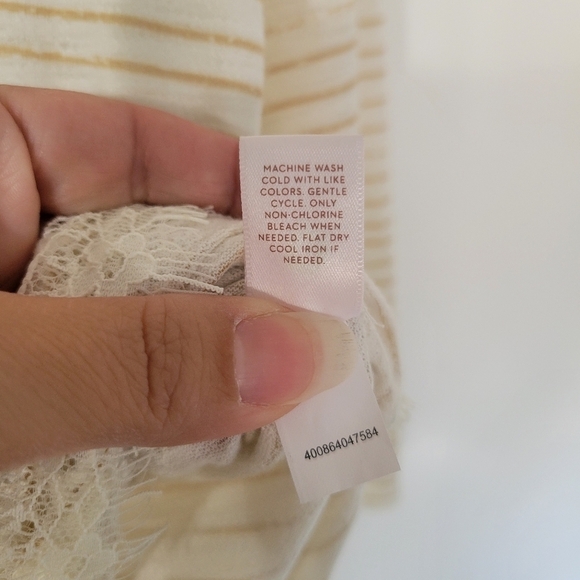 MACHINE WASH
COLD WITH LIKE
COLORS. GENTLE
CYCLE. ONLY
NON-CHLORINE
BLEACH WHEN
NEEDED. FLAT DRY
COOL IRON IF
NEEDED.
400864047584